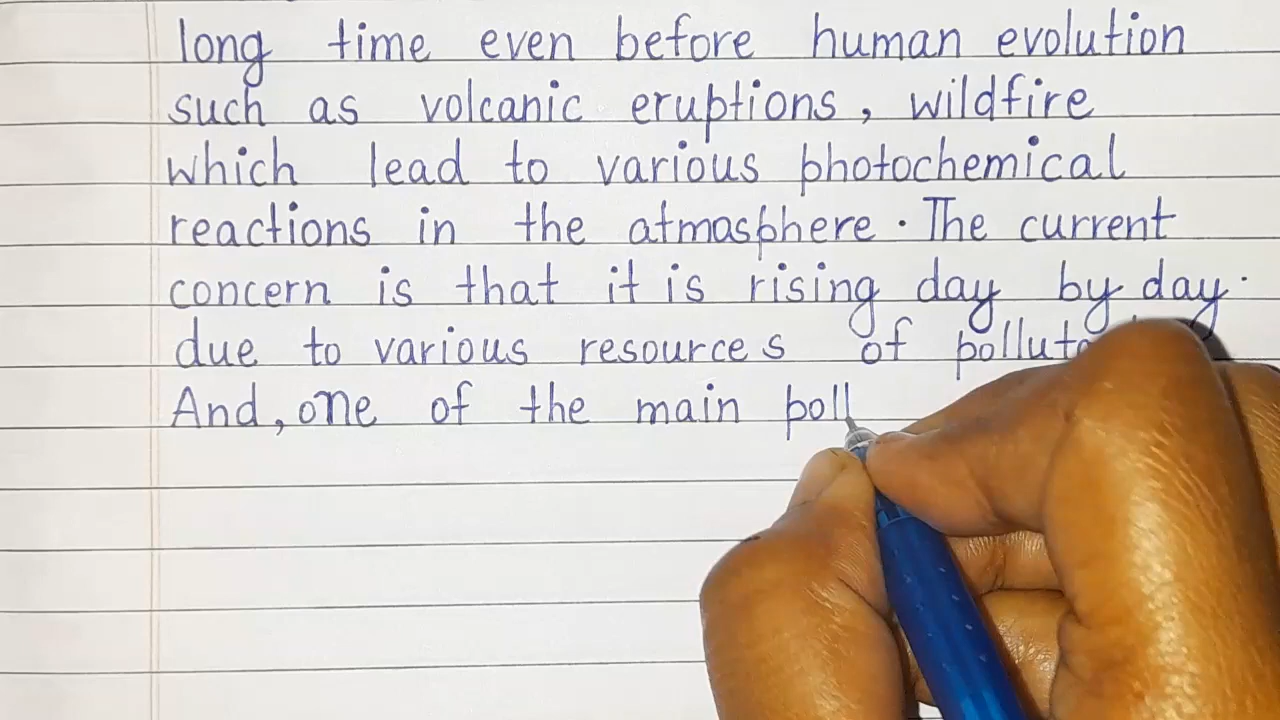 long time even before human evolution
such as volcanic eruptions, wildfire
which lead to various photochemical
reactions in the atmosphere. The current
concern is that it is rising day by day.
due to various resources of
And, one of the main poll